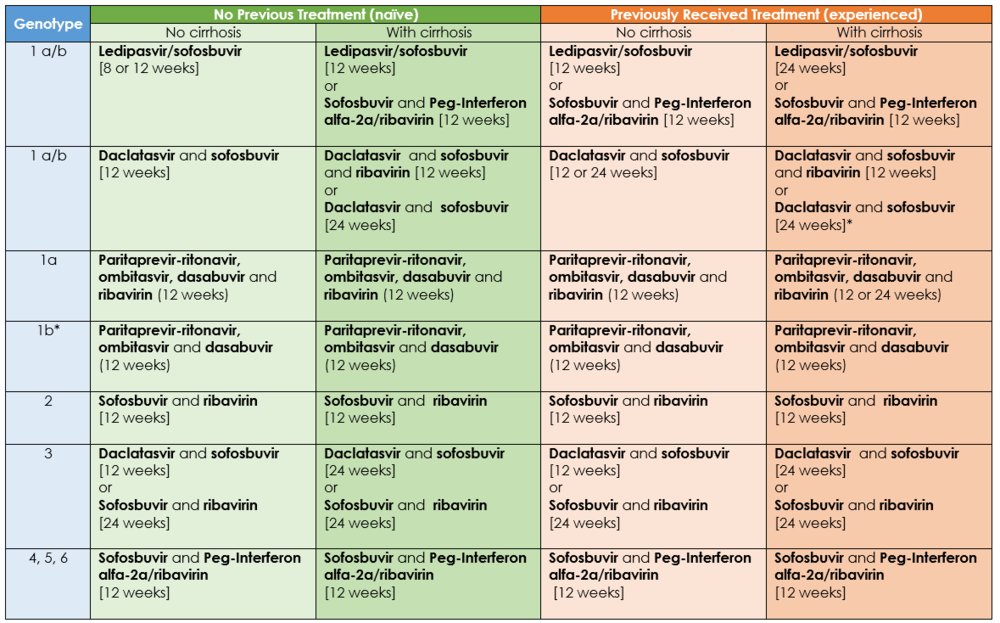 Genotype
No Previous Treatment (naïve)
Previously Received Treatment (experienced)
No cirrhosis
With cirrhosis
No cirrhosis
With cirrhosis
1 a/b
Ledipasvir/sofosbuvir
[8 or 12 weeks]
Ledipasvir/sofosbuvir
[12 weeks]
or
Sofosbuvir and Peg-Interferon
alfa-2a/ribavirin [12 weeks]
Ledipasvir/sofosbuvir
[12 weeks]
or
Sofosbuvir and Peg-Interferon
alfa-2a/ribavirin [12 weeks]
Ledipasvir/sofosbuvir
[24 weeks]
or
Sofosbuvir and Peg-Interferon
alfa-2a/ribavirin [12 weeks]
1 a/b
Daclatasvir and sofosbuvir
[12 weeks]
Daclatasvir and sofosbuvir
and ribavirin [12 weeks]
or
Daclatasvir and sofosbuvir
[24 weeks]
Daclatasvir and sofosbuvir
[12 or 24 weeks]
Daclatasvir and sofosbuvir
and ribavirin [12 weeks]
or
Daclatasvir and sofosbuvir
[24 weeks]*
1a
Paritaprevir-ritonavir,
ombitasvir, dasabuvir and
ribavirin (12 weeks)
Paritaprevir-ritonavir,
ombitasvir, dasabuvir and
ribavirin (12 weeks)
Paritaprevir-ritonavir,
ombitasvir, dasabuvir and
ribavirin (12 weeks)
Paritaprevir-ritonavir,
ombitasvir, dasabuvir and
ribavirin (12 or 24 weeks)
1b*
Paritaprevir-ritonavir,
ombitasvir and dasabuvir
(12 weeks)
Paritaprevir-ritonavir,
ombitasvir and dasabuvir
(12 weeks)
Paritaprevir-ritonavir,
ombitasvir and dasabuvir
(12 weeks)
Paritaprevir-ritonavir,
ombitasvir and dasabuvir
(12 weeks)
2
Sofosbuvir and ribavirin
[12 weeks]
Sofosbuvir and ribavirin
[12 weeks]
Sofosbuvir and ribavirin
[12 weeks]
Sofosbuvir and ribavirin
[12 weeks]
3
Daclatasvir and sofosbuvir
[12 weeks]
or
Sofosbuvir and ribavirin
[24 weeks]
Daclatasvir and sofosbuvir
[24 weeks]
or
Sofosbuvir and ribavirin
[24 weeks]
Daclatasvir and sofosbuvir
[12 weeks]
or
Sofosbuvir and ribavirin
[24 weeks]
Daclatasvir and sofosbuvir
[24 weeks]
or
Sofosbuvir and ribavirin
[24 weeks]
4, 5, 6
Sofosbuvir and Peg-Interferon
alfa-2a/ribavirin
[12 weeks]
Sofosbuvir and Peg-Interferon
alfa-2a/ribavirin
[12 weeks]
Sofosbuvir and Peg-Interferon
alfa-2a/ribavirin
[12 weeks]
Sofosbuvir and Peg-Interferon
alfa-2a/ribavirin
[12 weeks]